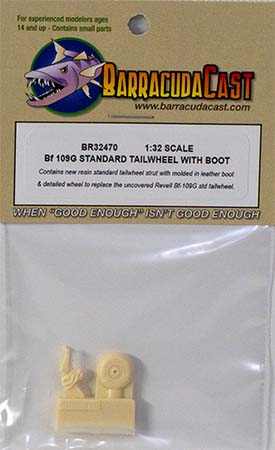 For experienced modelers ages
14 and up - Contains small parts
BARRACUDACAST
www.barracudacast.com
BR32470 1:32 SCALE
Bf 109G STANDARD TAILWHEEL WITH BOOT
Contains new resin standard tailwheel strut with molded in leather boot
& detailed wheel to replace the uncovered Revell Bf-109G std tailwheel.
WHEN "GOOD ENOUGH" ISN'T GOOD ENOUGH